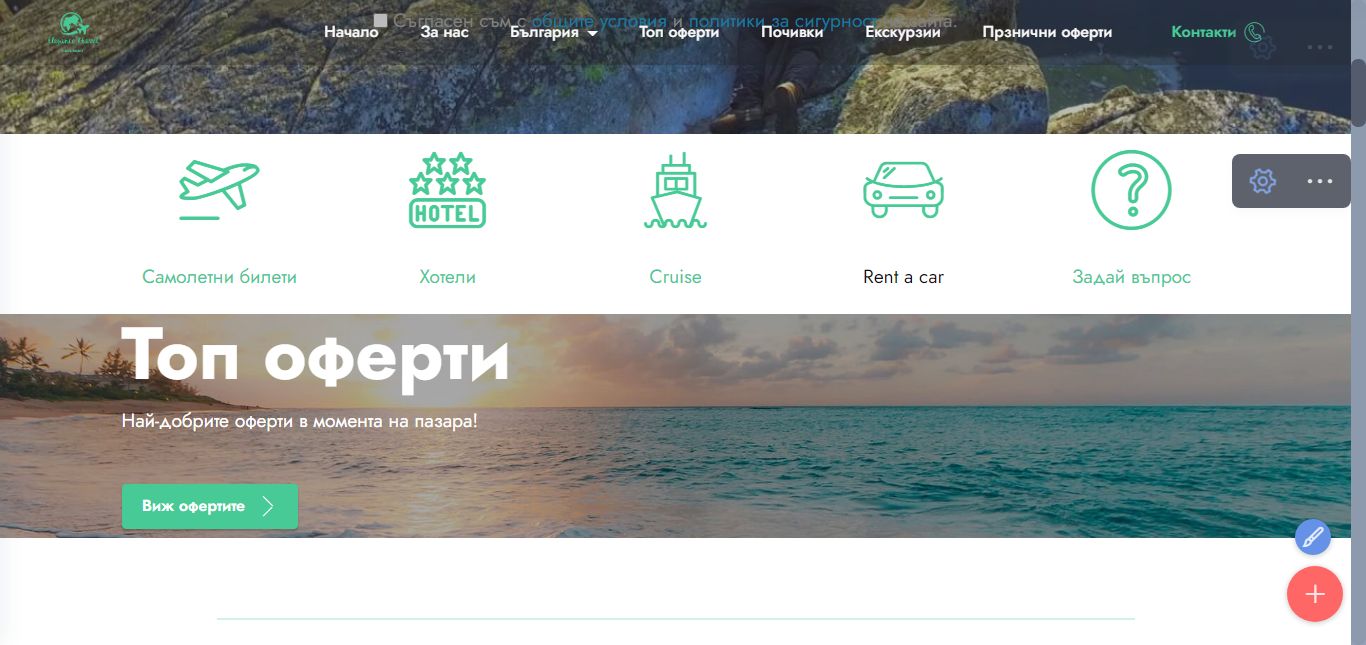 Съгласен съм с общите условия и политики за сигурност на сайта.
Начало За нас България Топ оферти Почивки Екскурзии Прзнични оферти Контакти
HOTEL
Самолетни билети Хотели Cruise Rent a car Задай въпрос
Топ оферти
Най-добрите оферти в момента на пазара!
Виж офертите